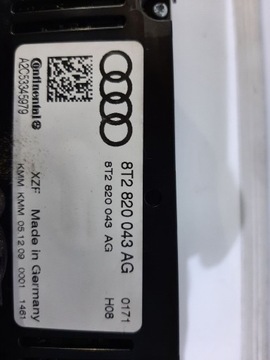 Continental
A2C53345979
8T2 820 043 AG 0171
8T2 820 043 AG H08
XZF Made in Germany
KMM KMM 05.12.09 0001 1461